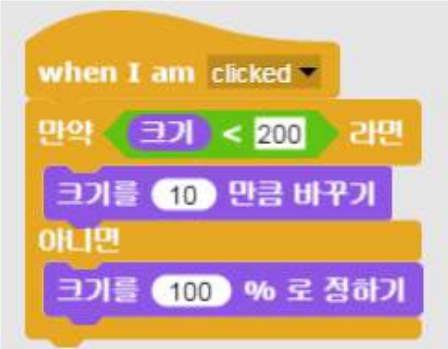 when I am clicked
만약 크기 < 200 라면
크기를 10 만큼 바꾸기
아니면
크기를 100 % 로 정하기